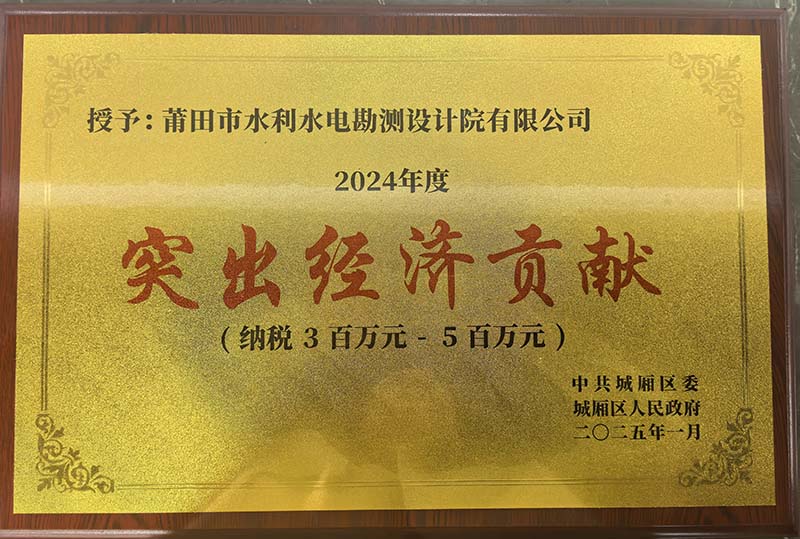 授予：莆田市水利水电勘测设计院有限公司
2024年度
突出经济贡献
（纳税 3 百万元 - 5 百万元）
中共城厢区委
城厢区人民政府
二〇二五年一月